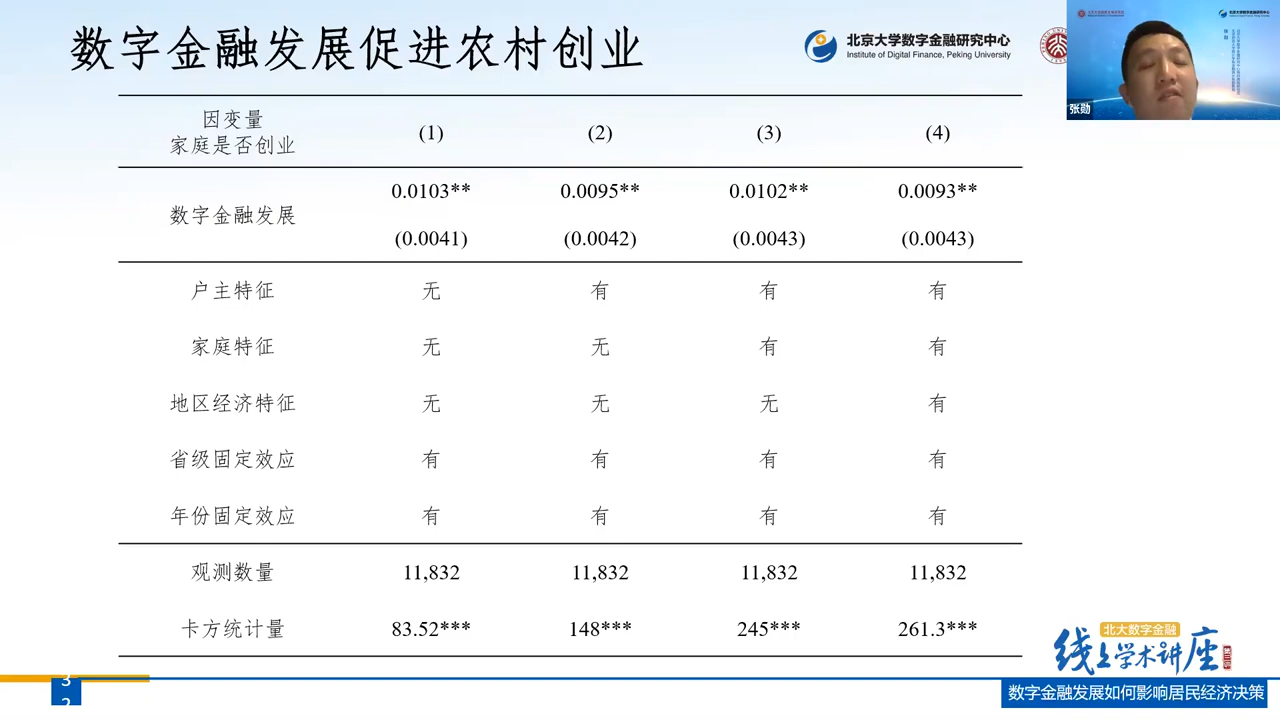 数字金融发展促进农村创业
北京大学数字金融研究中心
Institute of Digital Finance, Peking University
张勋
因变量
家庭是否创业 (1) (2) (3) (4)
数字金融发展 0.0103** 0.0095** 0.0102** 0.0093**
(0.0041) (0.0042) (0.0043) (0.0043)
户主特征 无 有 有 有
家庭特征 无 无 有 有
地区经济特征 无 无 无 有
省级固定效应 有 有 有 有
年份固定效应 有 有 有 有
观测数量 11,832 11,832 11,832 11,832
卡方统计量 83.52*** 148*** 245*** 261.3***
北大数字金融
线上学术讲座
数字金融发展如何影响居民经济决策
32